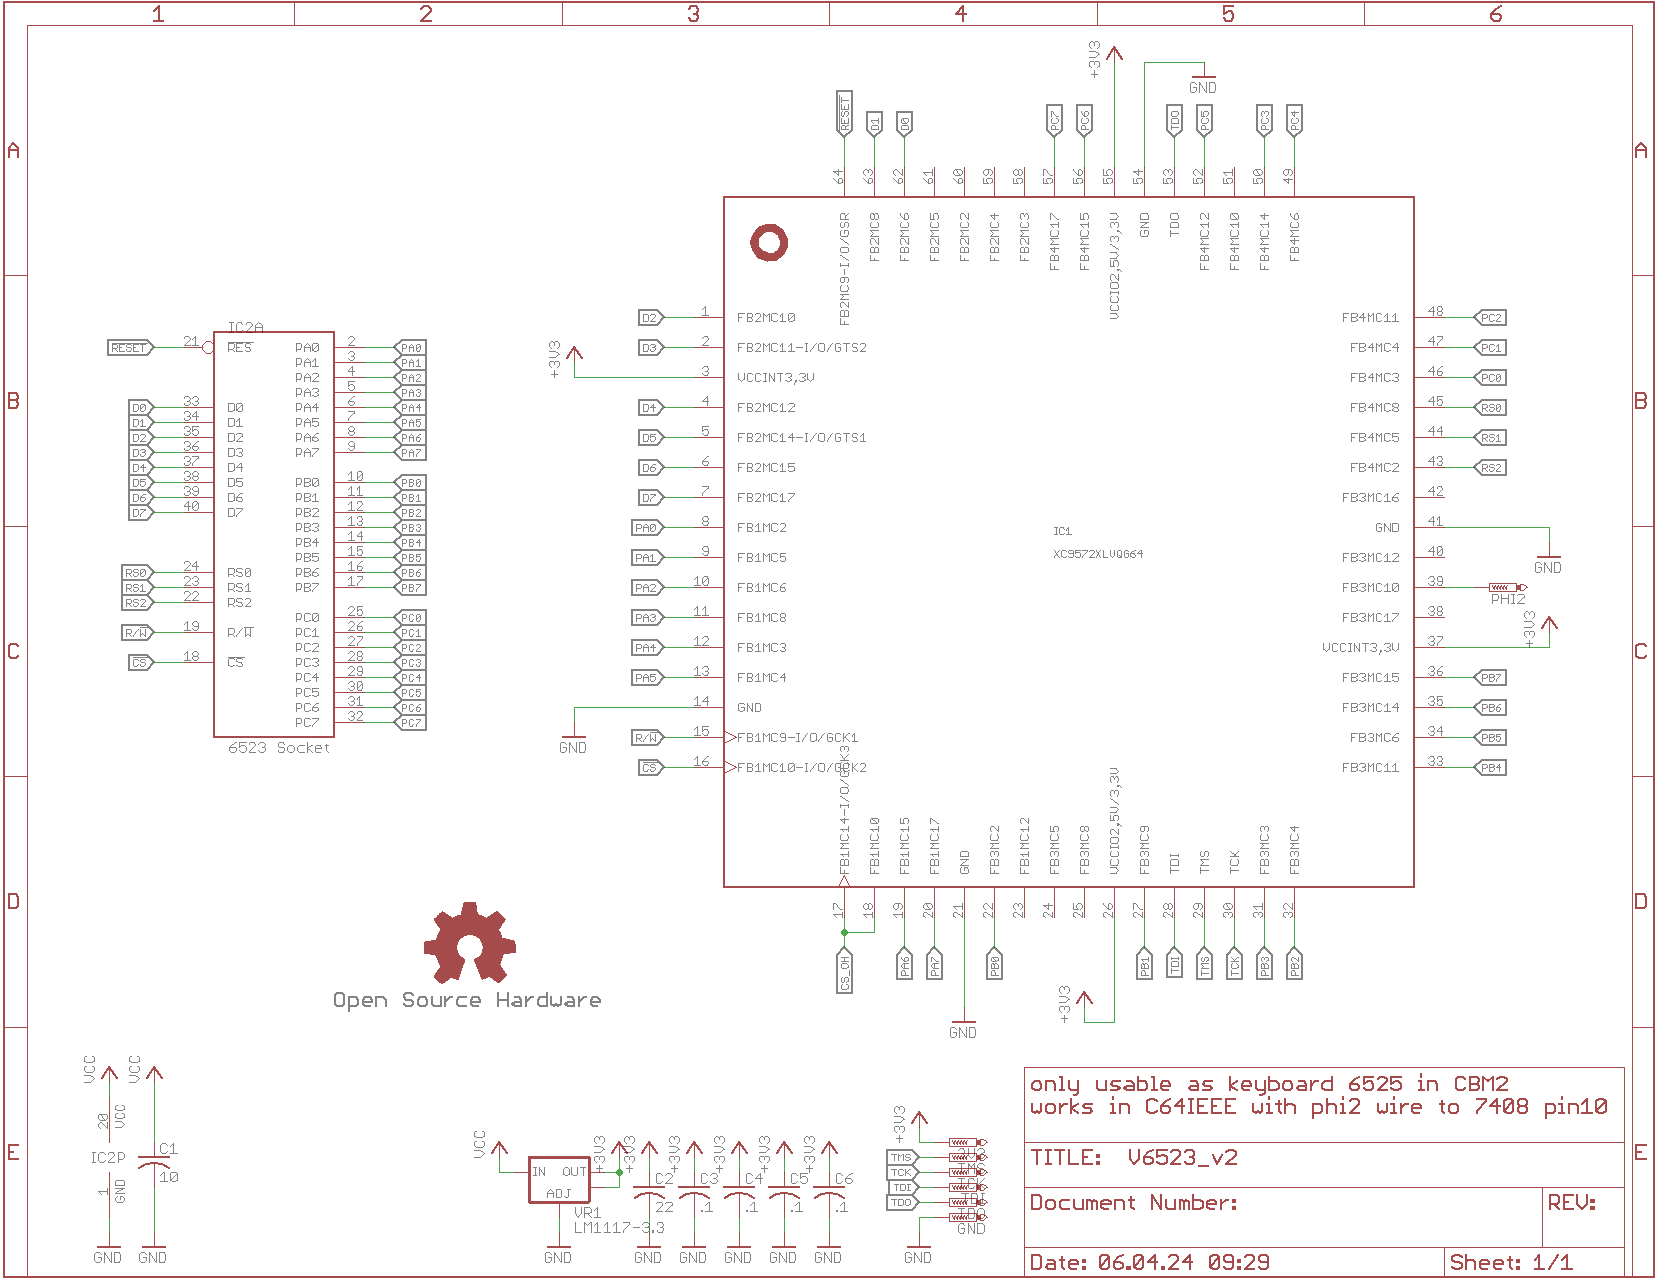 1 2 3 4 5 6
A A
B B
C C
D D
E E
IC2A
RESET 21 RES
D0 33 D0
D1 34 D1
D2 35 D2
D3 36 D3
D4 37 D4
D5 38 D5
D6 39 D6
D7 40 D7
RS0 24 RS0
RS1 23 RS1
RS2 22 RS2
R/W 19 R/W
CS 18 CS
PA0 2 PA0
PA1 3 PA1
PA2 4 PA2
PA3 5 PA3
PA4 6 PA4
PA5 7 PA5
PA6 8 PA6
PA7 9 PA7
PB0 10 PB0
PB1 11 PB1
PB2 12 PB2
PB3 13 PB3
PB4 14 PB4
PB5 15 PB5
PB6 16 PB6
PB7 17 PB7
PC0 25 PC0
PC1 26 PC1
PC2 27 PC2
PC3 28 PC3
PC4 29 PC4
PC5 30 PC5
PC6 31 PC6
PC7 32 PC7
6523 Socket
RESET 64 FB2MC9-I/O/GSR
D1 63 FB2MC8
D0 62 FB2MC6
61 FB2MC5
60 FB2MC2
59 FB2MC4
58 FB2MC3
PC7 57 FB4MC17
PC6 56 FB4MC15
+3V3 55 VCCIO2,5V/3,3V
GND 54 GND
TDO 53 TDO
PC5 52 FB4MC12
51 FB4MC10
PC3 50 FB4MC14
PC4 49 FB4MC6
D2 1 FB2MC10
D3 2 FB2MC11-I/O/GTS2
+3V3 3 VCCINT3,3V
D4 4 FB2MC12
D5 5 FB2MC14-I/O/GTS1
D6 6 FB2MC15
D7 7 FB2MC17
PA0 8 FB1MC2
PA1 9 FB1MC5
PA2 10 FB1MC6
PA3 11 FB1MC8
PA4 12 FB1MC3
PA5 13 FB1MC4
GND 14 GND
R/W 15 FB1MC9-I/O/GCK1
CS 16 FB1MC10-I/O/GCK2
IC1
XC9572XLVQG64
FB4MC11 48 PC2
FB4MC4 47 PC1
FB4MC3 46 PC0
FB4MC8 45 RS0
FB4MC5 44 RS1
FB4MC2 43 RS2
FB3MC16 42
GND 41 GND
FB3MC12 40
FB3MC10 39 PHI2
FB3MC17 38
VCCINT3,3V 37 +3V3
FB3MC15 36 PB7
FB3MC14 35 PB6
FB3MC6 34 PB5
FB3MC11 33 PB4
FB1MC14-I/O/GCK3 17 CS_OH
FB1MC10 18
FB1MC15 19 PA6
FB1MC17 20 PA7
GND 21 GND
FB3MC2 22 PB0
FB1MC12 23
FB3MC5 24
FB3MC8 25
VCCIO2,5V/3,3V 26 +3V3
FB3MC9 27 PB1
TDI 28 TDI
TMS 29 TMS
TCK 30 TCK
FB3MC3 31 PB3
FB3MC4 32 PB2
Open Source Hardware
VCC 20 VCC
IC2P
1 GND
GND
VCC
C1
10
GND
VCC
IN OUT
ADJ
VR1
LM1117-3.3
GND
+3V3 +3V3 +3V3 +3V3 +3V3
C2 C3 C4 C5 C6
22 .1 .1 .1 .1
GND GND GND GND GND
+3V3
TMS
TCK
TDI
TDO
GND
GND
only usable as keyboard 6525 in CBM2
works in C64IEEE with phi2 wire to 7408 pin10
TITLE: V6523_v2
Document Number:
REV:
Date: 06.04.24 09:29
Sheet: 1/1
1 2 3 4 5 6